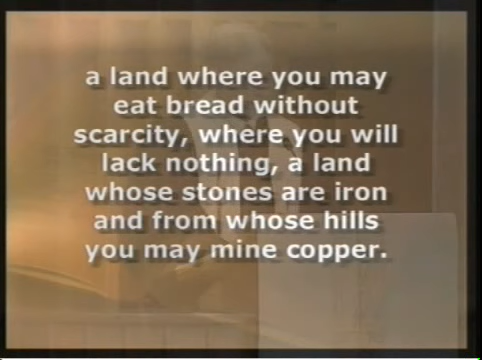 a land where you may
eat bread without
scarcity, where you will
lack nothing, a land
whose stones are iron
and from whose hills
you may mine copper.